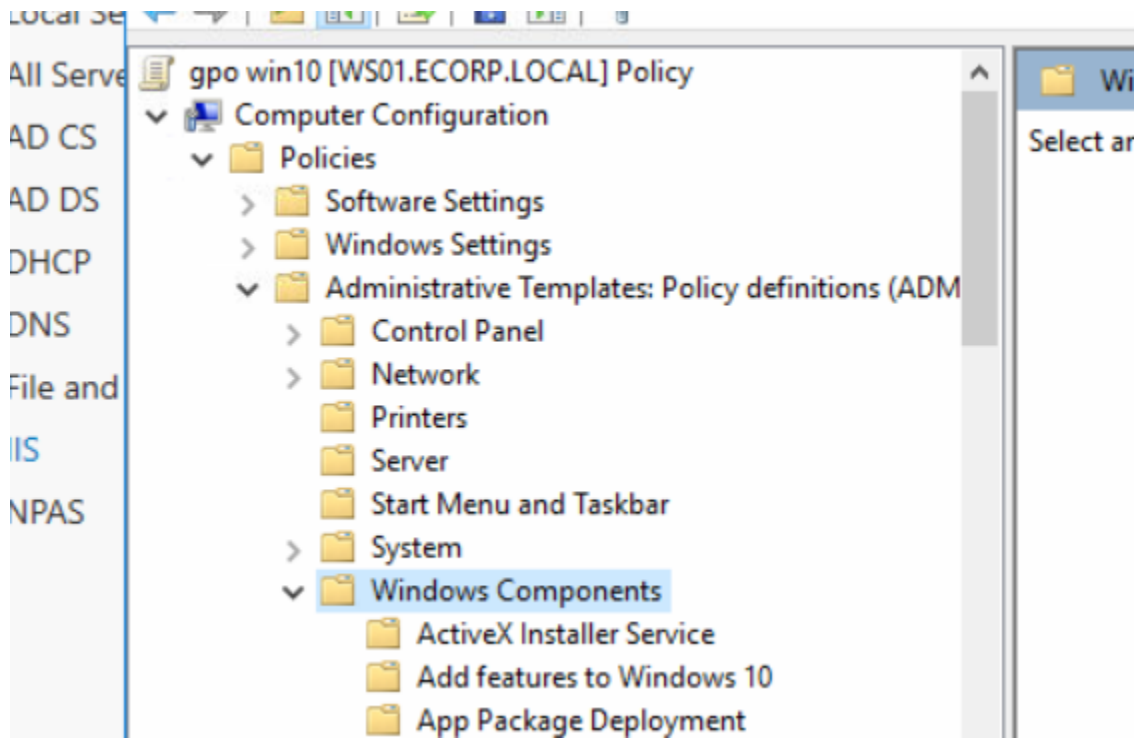 Local Se
All Serve
AD CS
AD DS
DHCP
DNS
File and
IIS
NPAS
gpo win10 [WS01.ECORP.LOCAL] Policy
Computer Configuration
Policies
Software Settings
Windows Settings
Administrative Templates: Policy definitions (ADM
Control Panel
Network
Printers
Server
Start Menu and Taskbar
System
Windows Components
ActiveX Installer Service
Add features to Windows 10
App Package Deployment
Wi
Select an